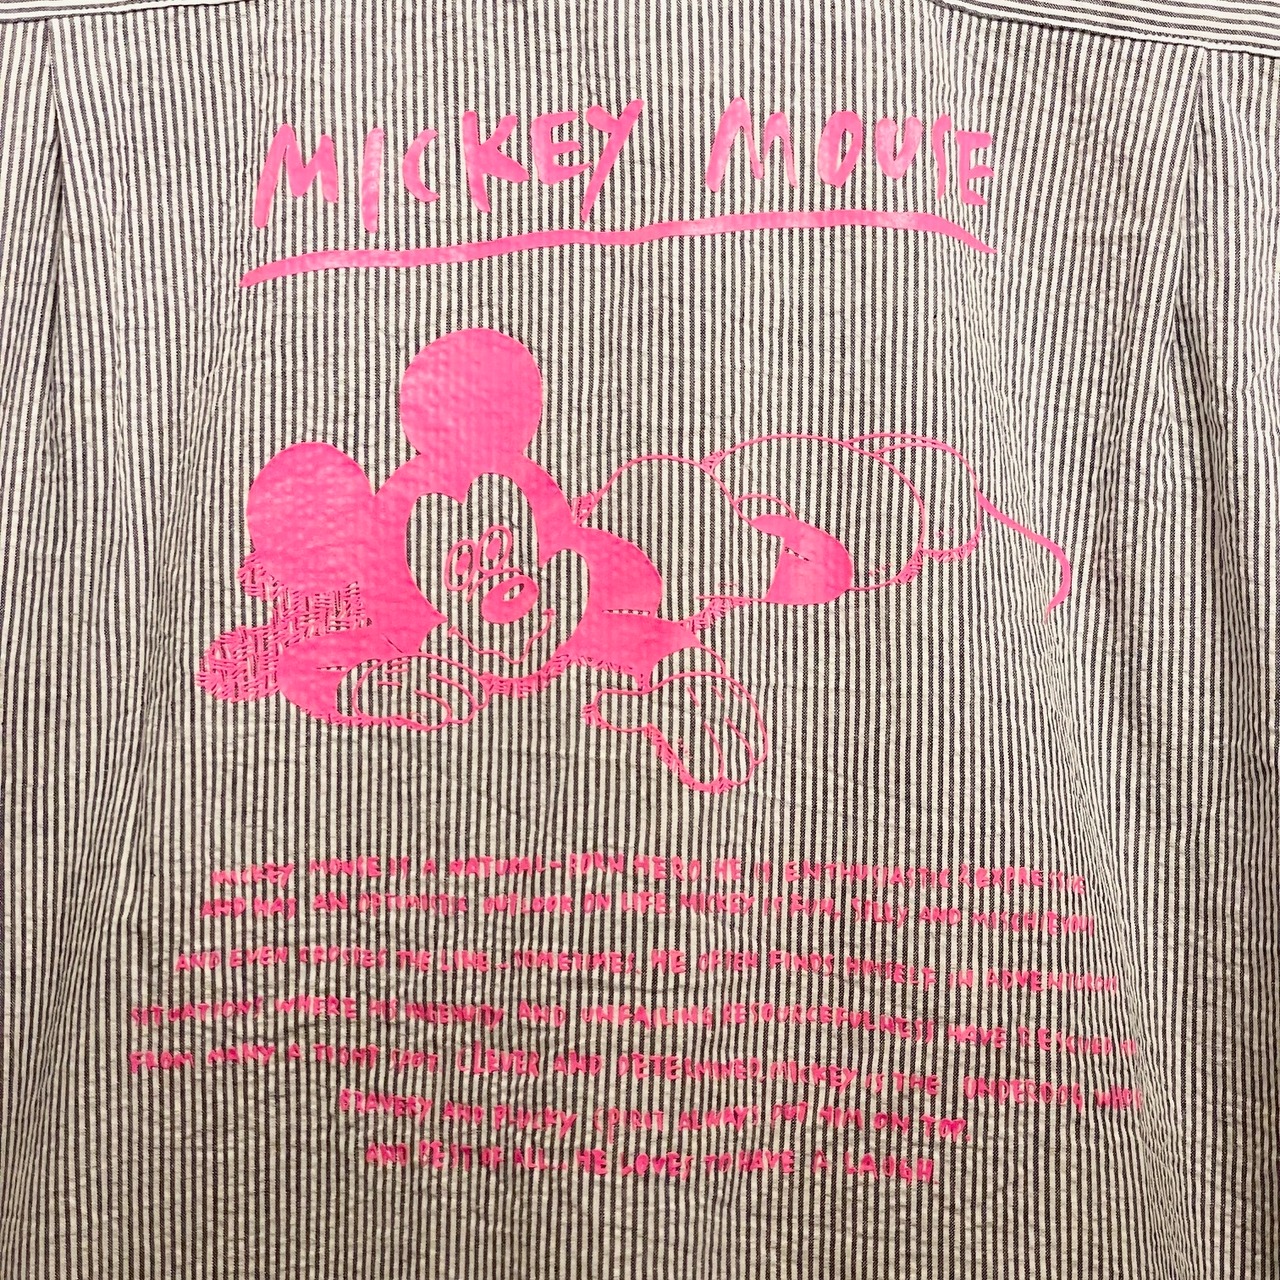 MICKEY MOUSE
MICKEY MOUSE IS A NATURAL-BORN HERO HE IS ENTHUSIASTIC & EXPRESSIVE
AND HAS AN OPTIMISTIC OUTLOOK ON LIFE MICKEY IS FUN, SILLY AND MISCHIEVOUS
AND EVEN CROSSES THE LINE...SOMETIMES. HE OFTEN FINDS HIMSELF IN ADVENTUROUS
SITUATIONS WHERE HIS INGENUITY AND UNFAILING RESOURCEFULNESS HAVE RESCUED HIM
FROM MANY A TIGHT SPOT CLEVER AND DETERMINED, MICKEY IS THE UNDERDOG WHOSE
BRAVERY AND PLUCKY SPIRIT ALWAYS PUT HIM ON TOP.
AND BEST OF ALL... HE LOVES TO HAVE A LAUGH